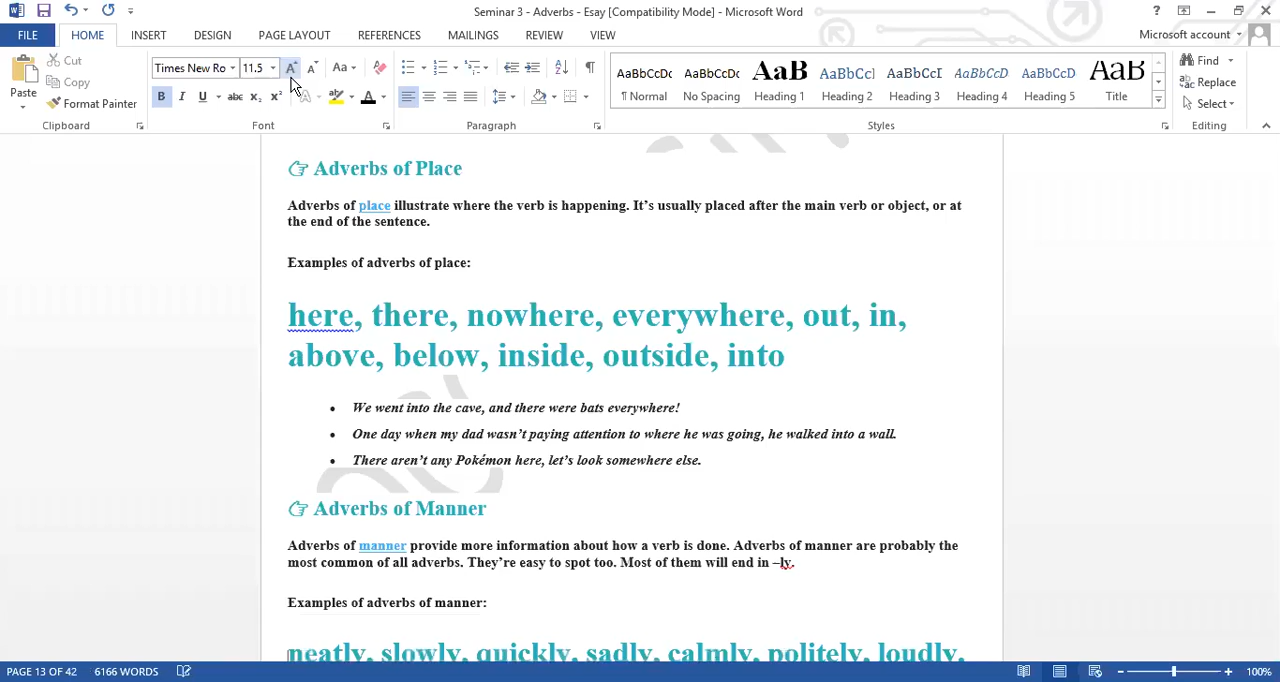 Seminar 3 - Adverbs - Esay [Compatibility Mode] - Microsoft Word
FILE HOME INSERT DESIGN PAGE LAYOUT REFERENCES MAILINGS REVIEW VIEW Microsoft account
Paste
Cut
Copy
Format Painter
Clipboard
Times New Ro 11.5
Font
Paragraph
AaBbCcDc AaBbCcDc AaB AaBbCcI AaBbCcI AaBbCcD AaBbCcD AaB
¶ Normal No Spacing Heading 1 Heading 2 Heading 3 Heading 4 Heading 5 Title
Styles
Find
Replace
Select
Editing
☞ Adverbs of Place
Adverbs of place illustrate where the verb is happening. It’s usually placed after the main verb or object, or at
the end of the sentence.
Examples of adverbs of place:
here, there, nowhere, everywhere, out, in,
above, below, inside, outside, into
• We went into the cave, and there were bats everywhere!
• One day when my dad wasn’t paying attention to where he was going, he walked into a wall.
• There aren’t any Pokémon here, let’s look somewhere else.
☞ Adverbs of Manner
Adverbs of manner provide more information about how a verb is done. Adverbs of manner are probably the
most common of all adverbs. They’re easy to spot too. Most of them will end in –ly.
Examples of adverbs of manner:
neatly, slowly, quickly, sadly, calmly, politely, loudly,
PAGE 13 OF 42 6166 WORDS 100%